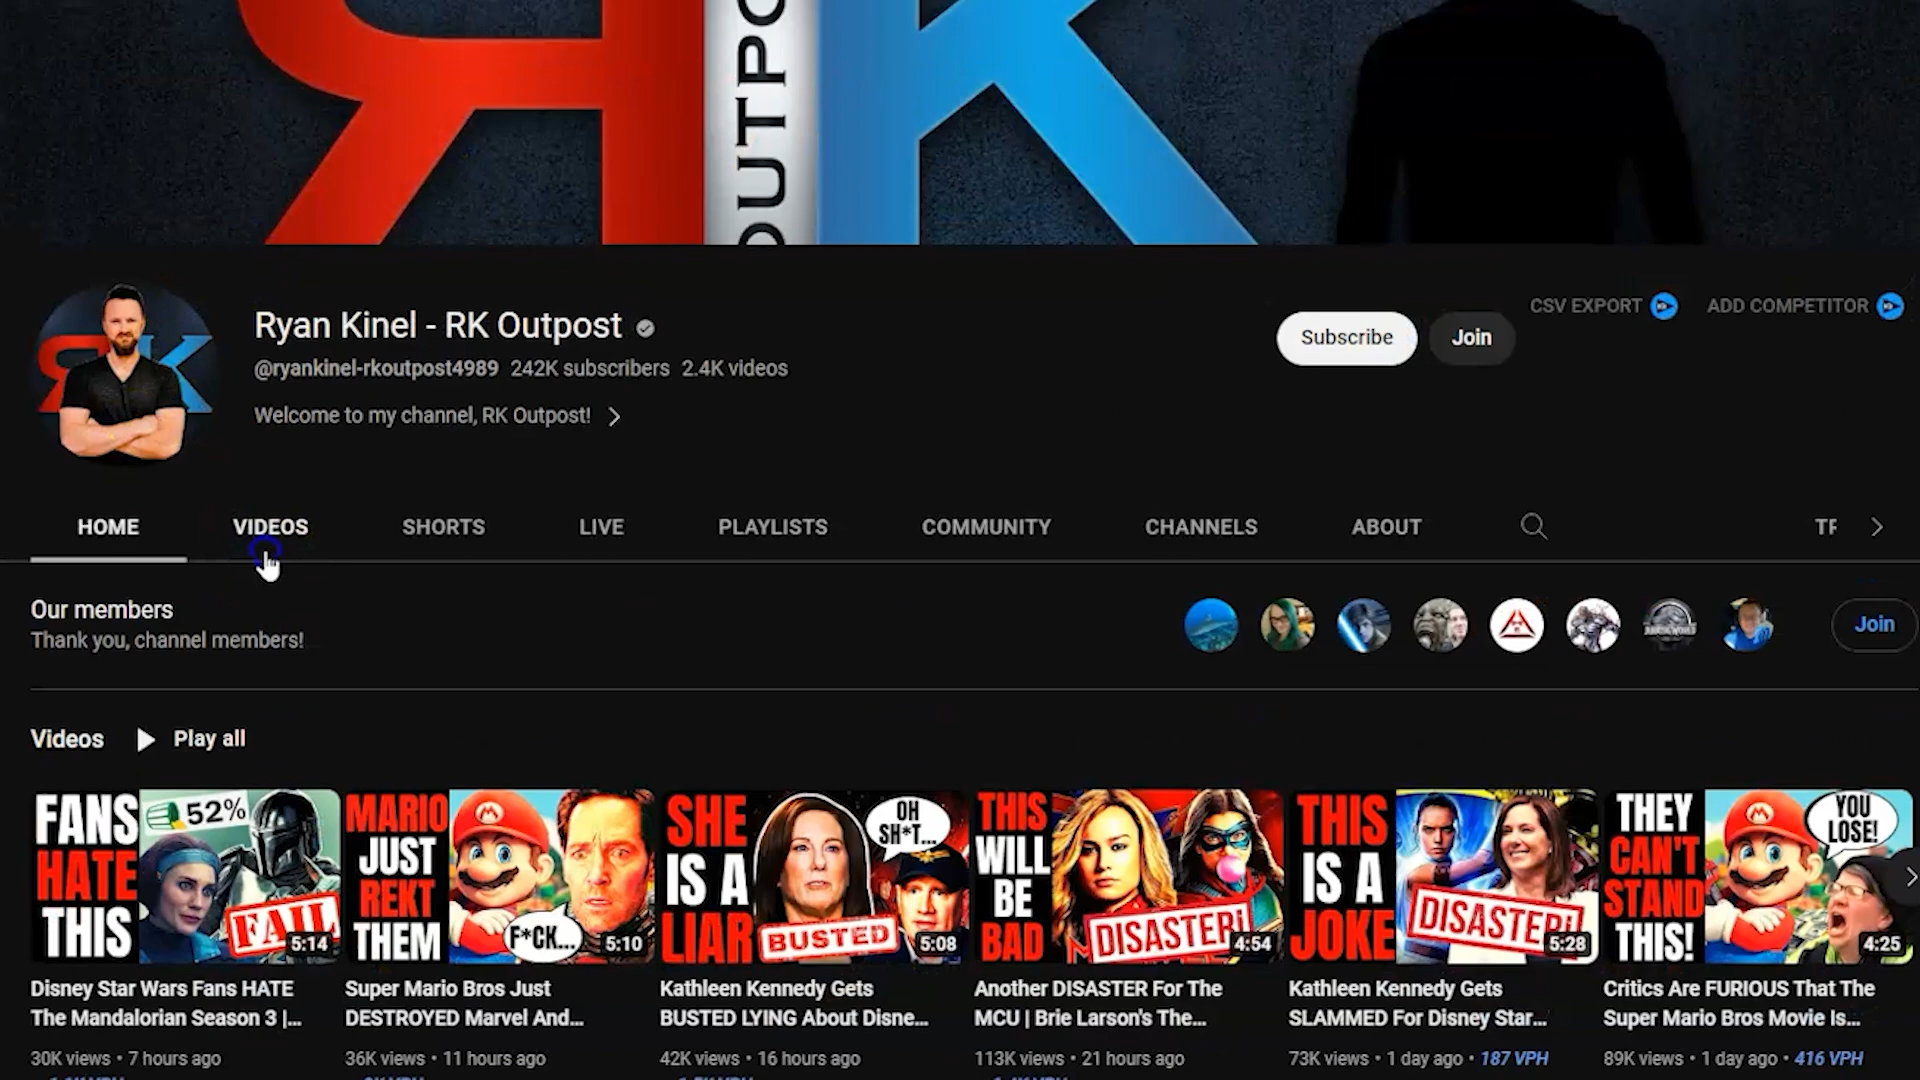 OUTPO
RK
Ryan Kinel - RK Outpost
@ryankinel-rkoutpost4989 242K subscribers 2.4K videos
Welcome to my channel, RK Outpost!
Subscribe
Join
CSV EXPORT
ADD COMPETITOR
HOME VIDEOS SHORTS LIVE PLAYLISTS COMMUNITY CHANNELS ABOUT
Our members
Thank you, channel members!
Join
Videos Play all
FANS
HATE
THIS
52%
FAIL
5:14
MARIO
JUST
REKT
THEM
F*CK...
5:10
SHE
IS A
LIAR
OH
SH*T...
BUSTED
5:08
THIS
WILL
BE
BAD
DISASTER!
4:54
THIS
IS A
JOKE
DISASTER!
5:28
THEY
CAN'T
STAND
THIS!
YOU
LOSE!
4:25
Disney Star Wars Fans HATE
The Mandalorian Season 3 |...
30K views • 7 hours ago
Super Mario Bros Just
DESTROYED Marvel And...
36K views • 11 hours ago
Kathleen Kennedy Gets
BUSTED LYING About Disne...
42K views • 16 hours ago
Another DISASTER For The
MCU | Brie Larson's The...
113K views • 21 hours ago
Kathleen Kennedy Gets
SLAMMED For Disney Star...
73K views • 1 day ago • 187 VPH
Critics Are FURIOUS That The
Super Mario Bros Movie Is...
89K views • 1 day ago • 416 VPH